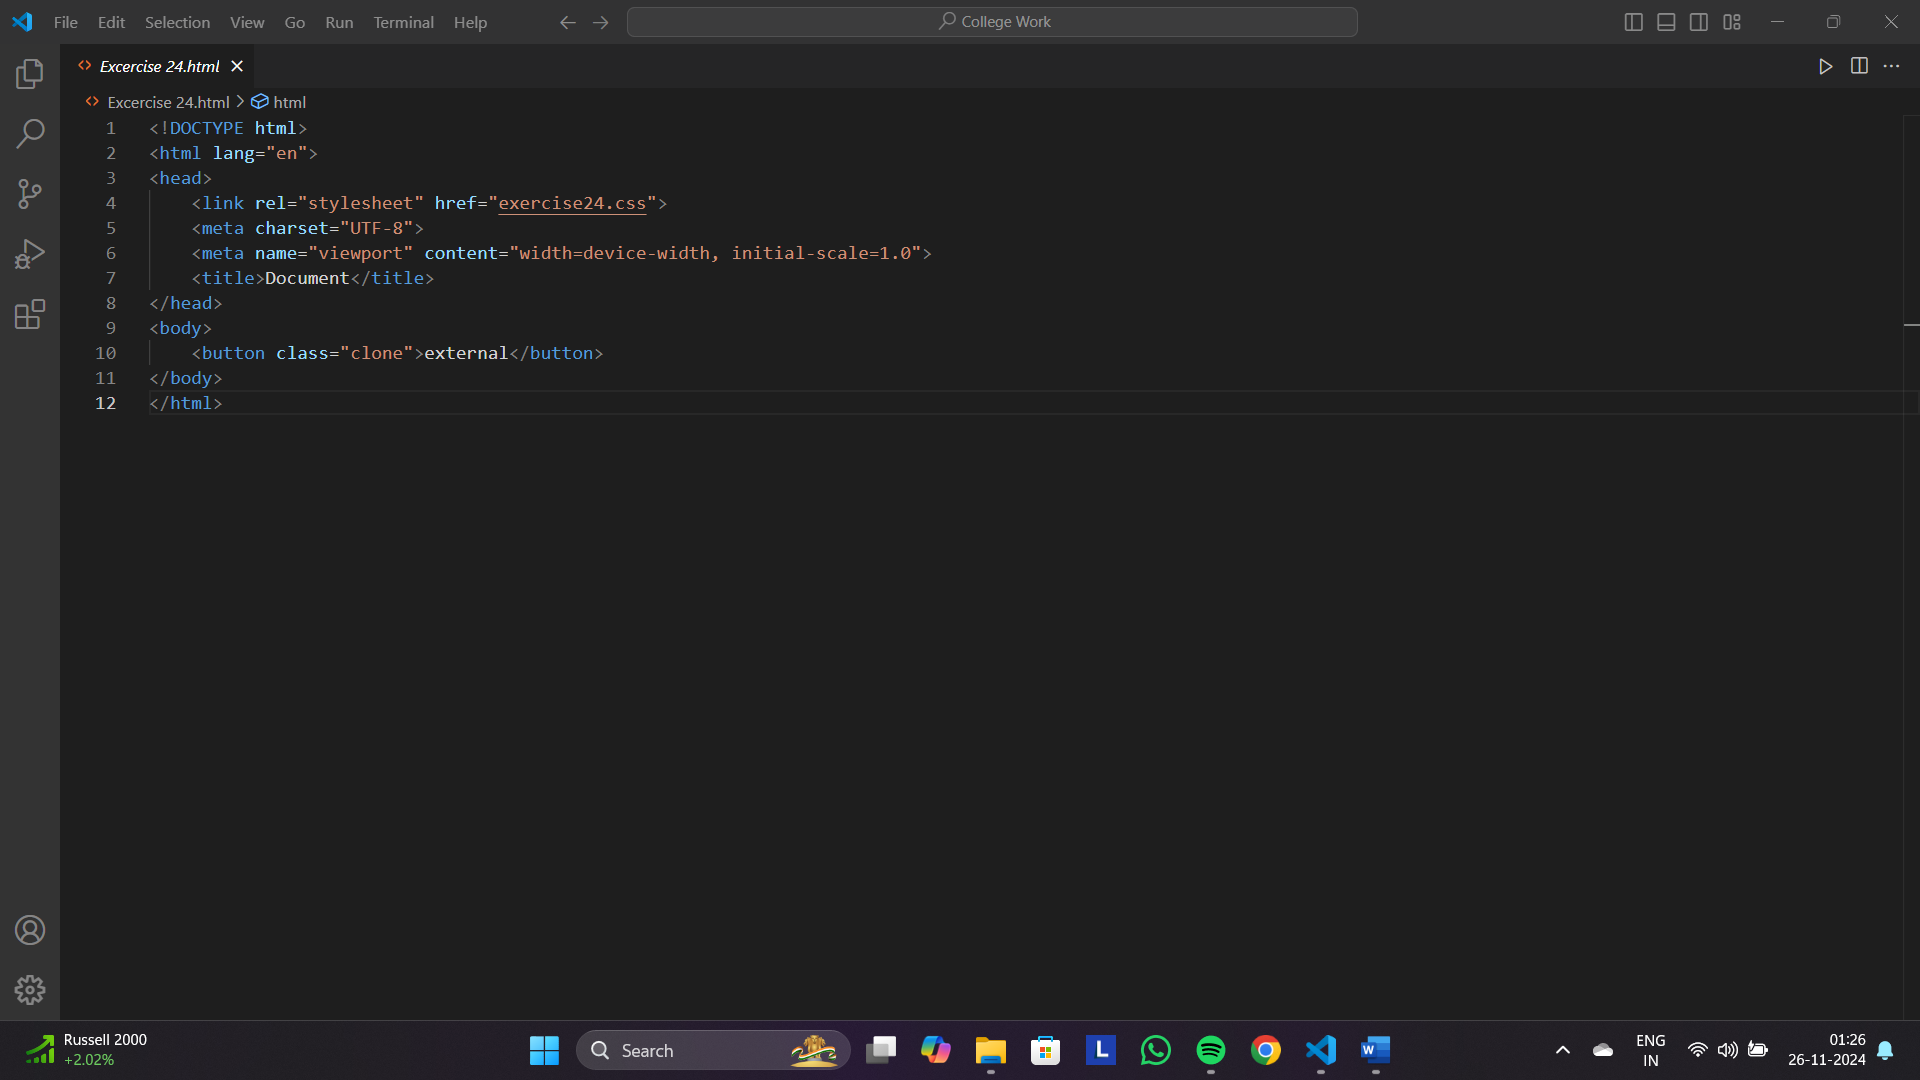 File Edit Selection View Go Run Terminal Help
College Work
Excercise 24.html
Excercise 24.html > html
1 <!DOCTYPE html>
2 <html lang="en">
3 <head>
4 <link rel="stylesheet" href="exercise24.css">
5 <meta charset="UTF-8">
6 <meta name="viewport" content="width=device-width, initial-scale=1.0">
7 <title>Document</title>
8 </head>
9 <body>
10 <button class="clone">external</button>
11 </body>
12 </html>
Russell 2000
+2.02%
Search
L
W
ENG
IN
01:26
26-11-2024